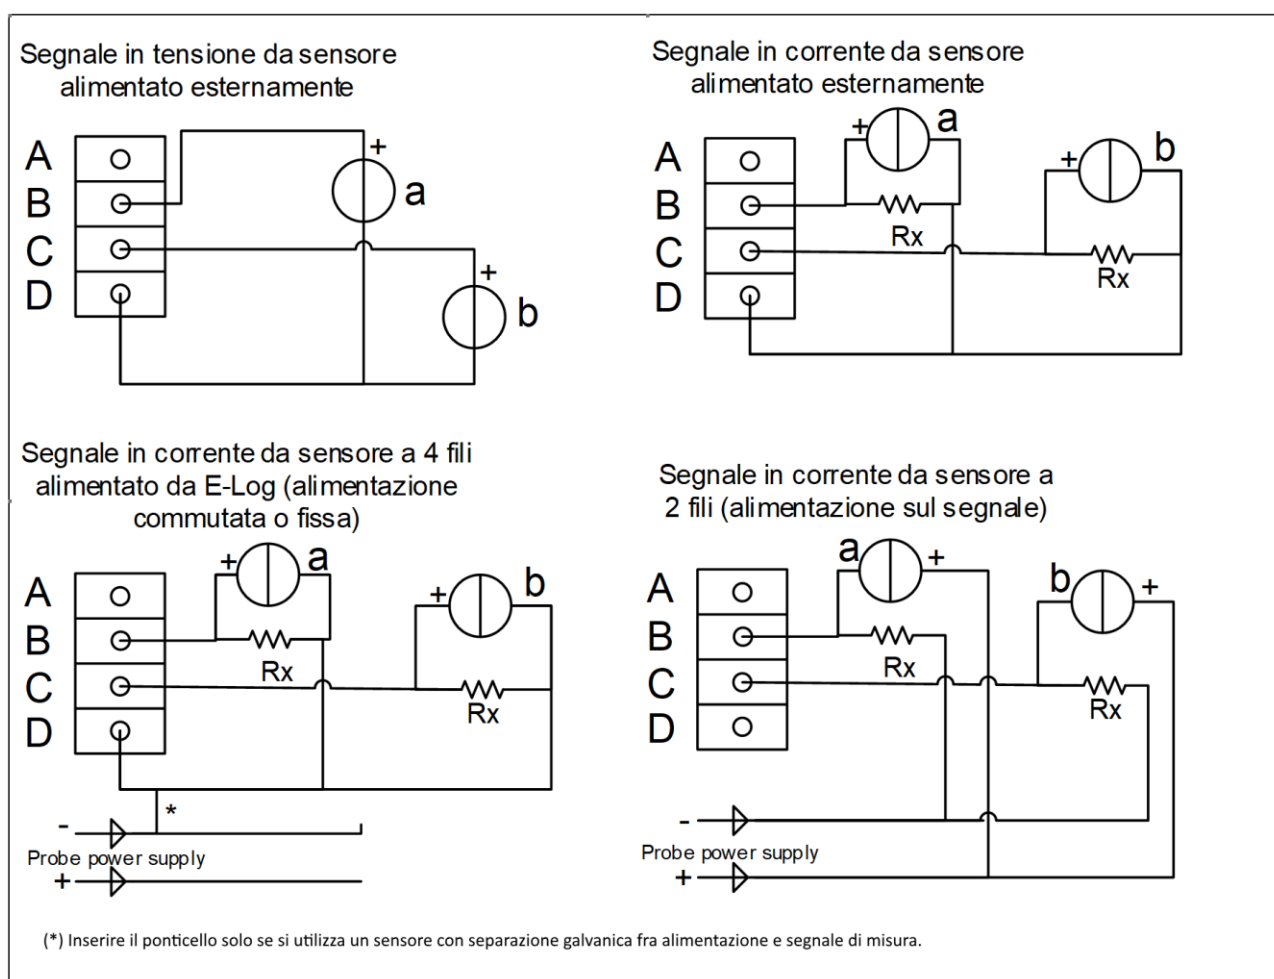 Segnale in tensione da sensore
alimentato esternamente
A
B
C
D
+
a
+
b
Segnale in corrente da sensore
alimentato esternamente
A
B
C
D
+
a
Rx
+
b
Rx
Segnale in corrente da sensore a 4 fili
alimentato da E-Log (alimentazione
commutata o fissa)
A
B
C
D
+
a
Rx
+
b
Rx
*
-
Probe power supply
+
Segnale in corrente da sensore a
2 fili (alimentazione sul segnale)
A
B
C
D
a
+
Rx
b
+
Rx
-
Probe power supply
+
(*) Inserire il ponticello solo se si utilizza un sensore con separazione galvanica fra alimentazione e segnale di misura.